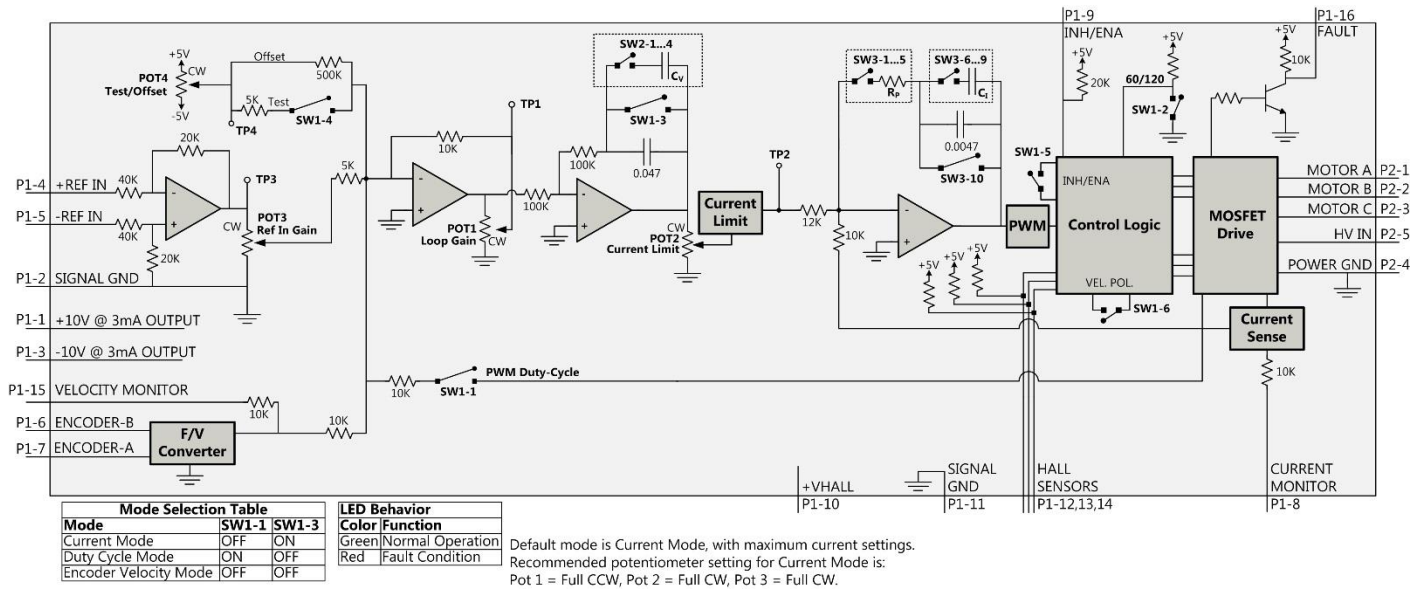 P1-9
INH/ENA
P1-16
FAULT
+5V
POT4
Test/Offset
CW
-5V
Offset
500K
5K
Test
SW1-4
TP4
SW2-1...4
Cv
SW1-3
100K
0.047
SW3-1...5
RP
SW3-6...9
CI
0.0047
SW3-10
+5V
20K
60/120
+5V
SW1-2
+5V
10K
P1-4 +REF IN
P1-5 -REF IN
40K
40K
20K
20K
-
+
TP3
CW
POT3
Ref In Gain
5K
10K
TP1
-
+
POT1
Loop Gain
CW
100K
-
+
CW
POT2
Current Limit
Current
Limit
TP2
12K
10K
-
+
+5V
+5V
+5V
SW1-5
PWM
INH/ENA
Control Logic
VEL. POL.
SW1-6
MOSFET
Drive
Current
Sense
10K
MOTOR A P2-1
MOTOR B P2-2
MOTOR C P2-3
HV IN P2-5
POWER GND P2-4
P1-2 SIGNAL GND
P1-1 +10V @ 3mA OUTPUT
P1-3 -10V @ 3mA OUTPUT
P1-15 VELOCITY MONITOR
10K
P1-6 ENCODER-B
P1-7 ENCODER-A
F/V
Converter
10K
10K
SW1-1
PWM Duty-Cycle
+VHALL
P1-10
SIGNAL
GND
P1-11
HALL
SENSORS
P1-12,13,14
CURRENT
MONITOR
P1-8
Mode Selection Table
Mode SW1-1 SW1-3
Current Mode OFF ON
Duty Cycle Mode ON OFF
Encoder Velocity Mode OFF OFF
LED Behavior
Color Function
Green Normal Operation
Red Fault Condition
Default mode is Current Mode, with maximum current settings.
Recommended potentiometer setting for Current Mode is:
Pot 1 = Full CCW, Pot 2 = Full CW, Pot 3 = Full CW.